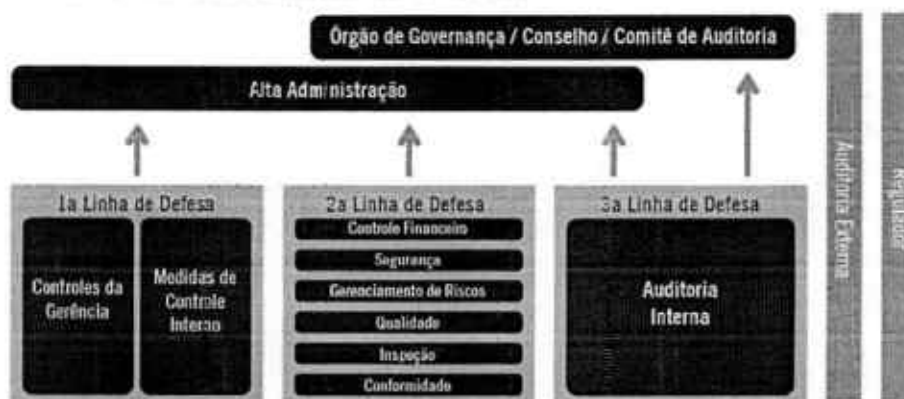 Órgão de Governança / Conselho / Comitê de Auditoria
Alta Administração
1a Linha de Defesa
Controles da
Gerência
Medidas de
Controle
Interno
2a Linha de Defesa
Controle Financeiro
Segurança
Gerenciamento de Riscos
Qualidade
Inspeção
Conformidade
3a Linha de Defesa
Auditoria
Interna
Auditoria Externa
Regulador